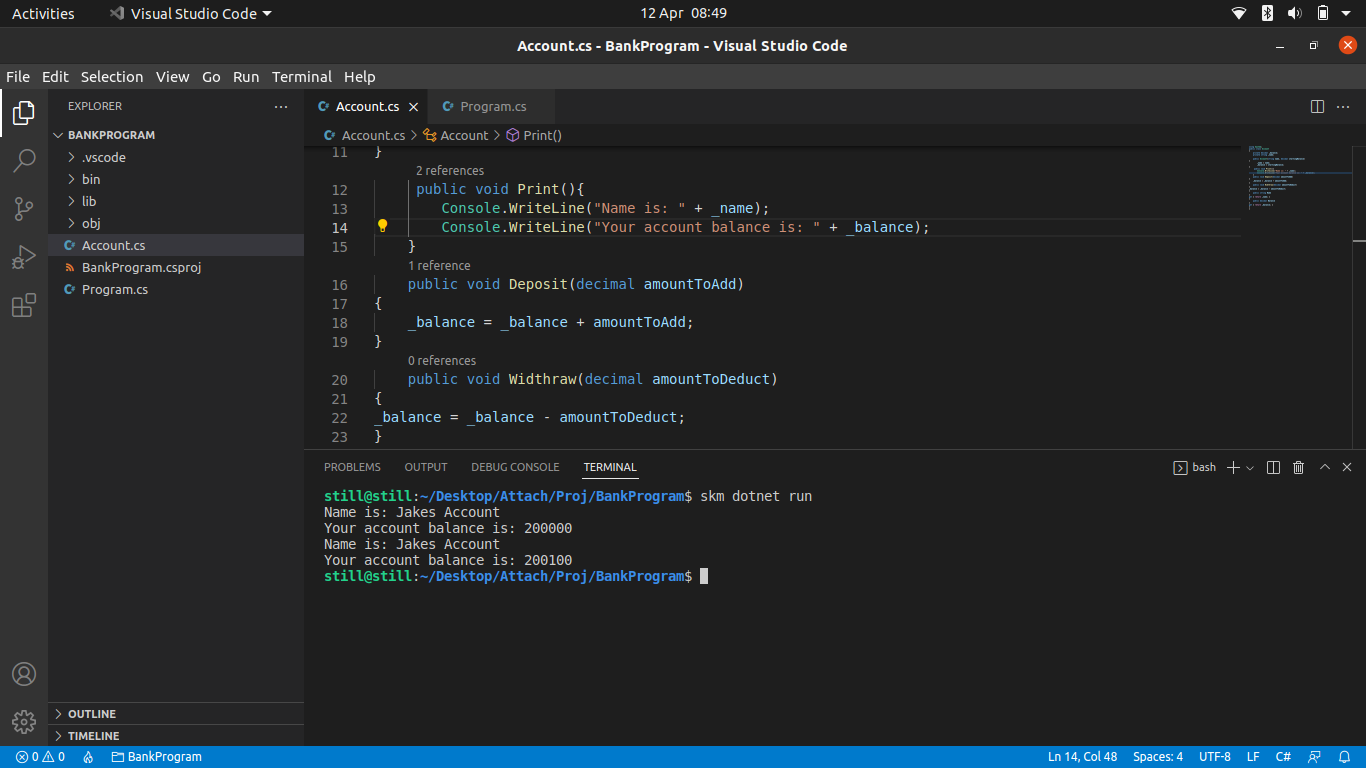 Activities Visual Studio Code 12 Apr 08:49
Account.cs - BankProgram - Visual Studio Code
File Edit Selection View Go Run Terminal Help
EXPLORER
BANKPROGRAM
.vscode
bin
lib
obj
Account.cs
BankProgram.csproj
Program.cs
OUTLINE
TIMELINE
Account.cs Program.cs
Account.cs > Account > Print()
11 }
2 references
12 public void Print(){
13 Console.WriteLine("Name is: " + _name);
14 Console.WriteLine("Your account balance is: " + _balance);
15 }
1 reference
16 public void Deposit(decimal amountToAdd)
17 {
18 _balance = _balance + amountToAdd;
19 }
0 references
20 public void Widthraw(decimal amountToDeduct)
21 {
22 _balance = _balance - amountToDeduct;
23 }
PROBLEMS OUTPUT DEBUG CONSOLE TERMINAL bash
still@still:~/Desktop/Attach/Proj/BankProgram$ skm dotnet run
Name is: Jakes Account
Your account balance is: 200000
Name is: Jakes Account
Your account balance is: 200100
still@still:~/Desktop/Attach/Proj/BankProgram$
0 0 BankProgram Ln 14, Col 48 Spaces: 4 UTF-8 LF C#